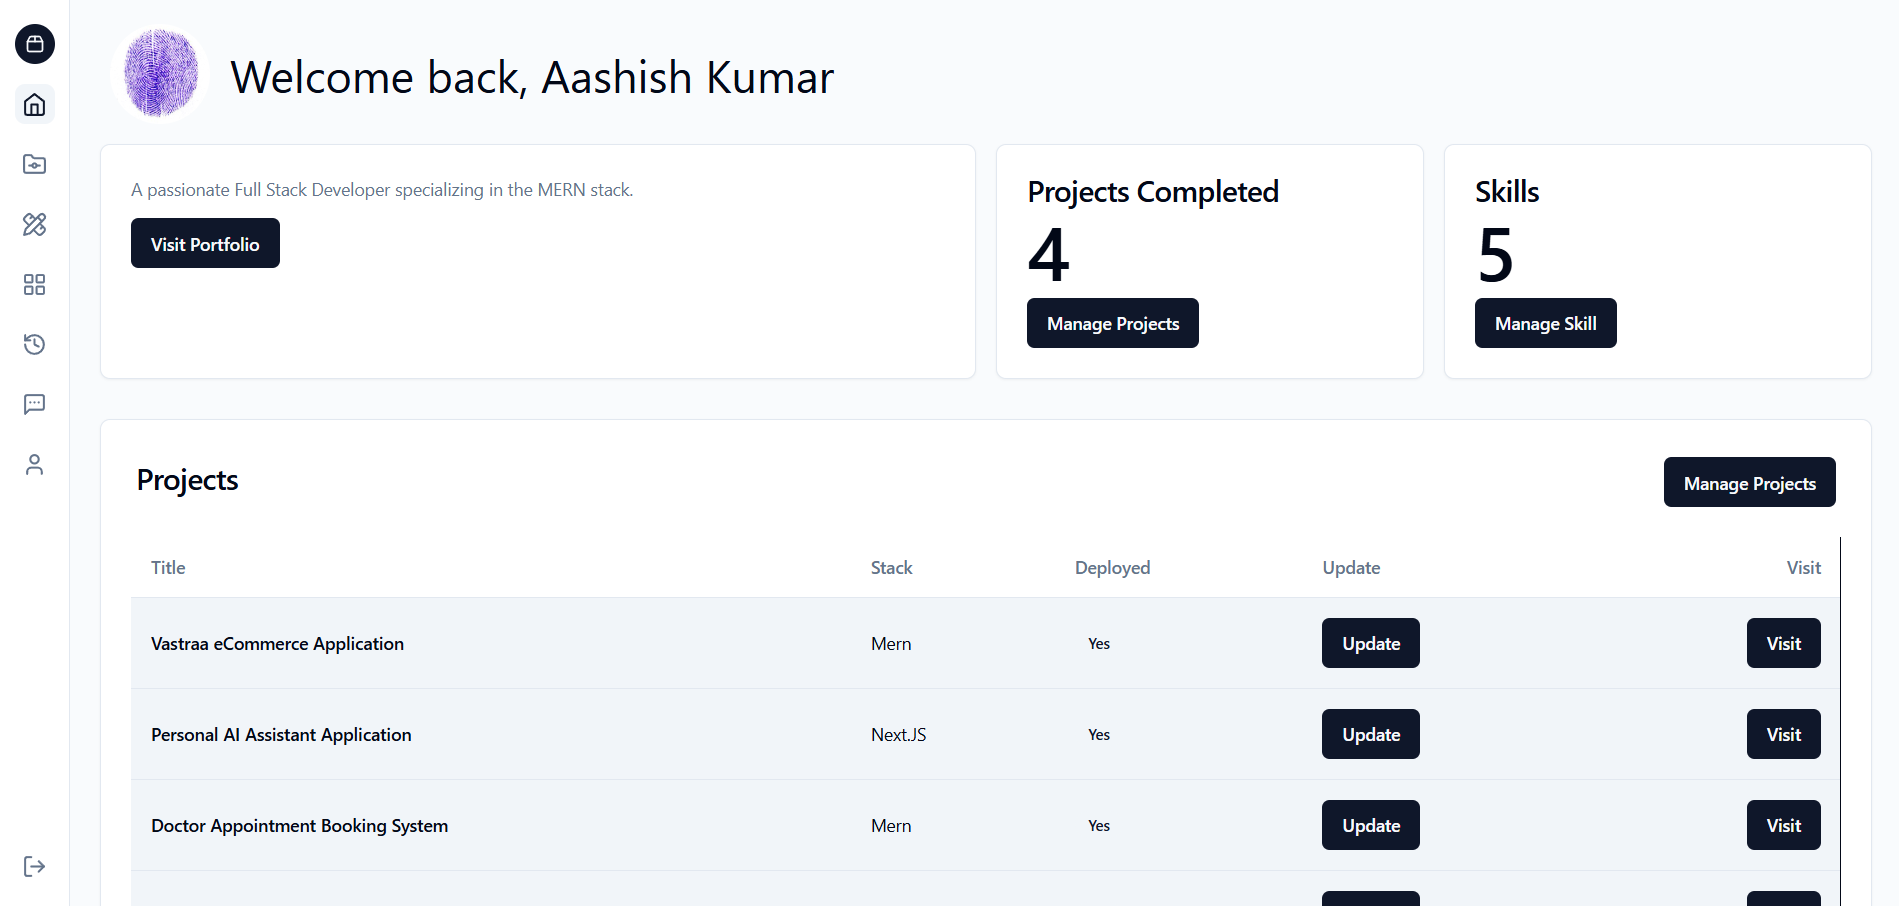 Welcome back, Aashish Kumar
A passionate Full Stack Developer specializing in the MERN stack.
Visit Portfolio
Projects Completed
4
Manage Projects
Skills
5
Manage Skill
Projects
Manage Projects
Title Stack Deployed Update Visit
Vastraa eCommerce Application Mern Yes Update Visit
Personal AI Assistant Application Next.JS Yes Update Visit
Doctor Appointment Booking System Mern Yes Update Visit